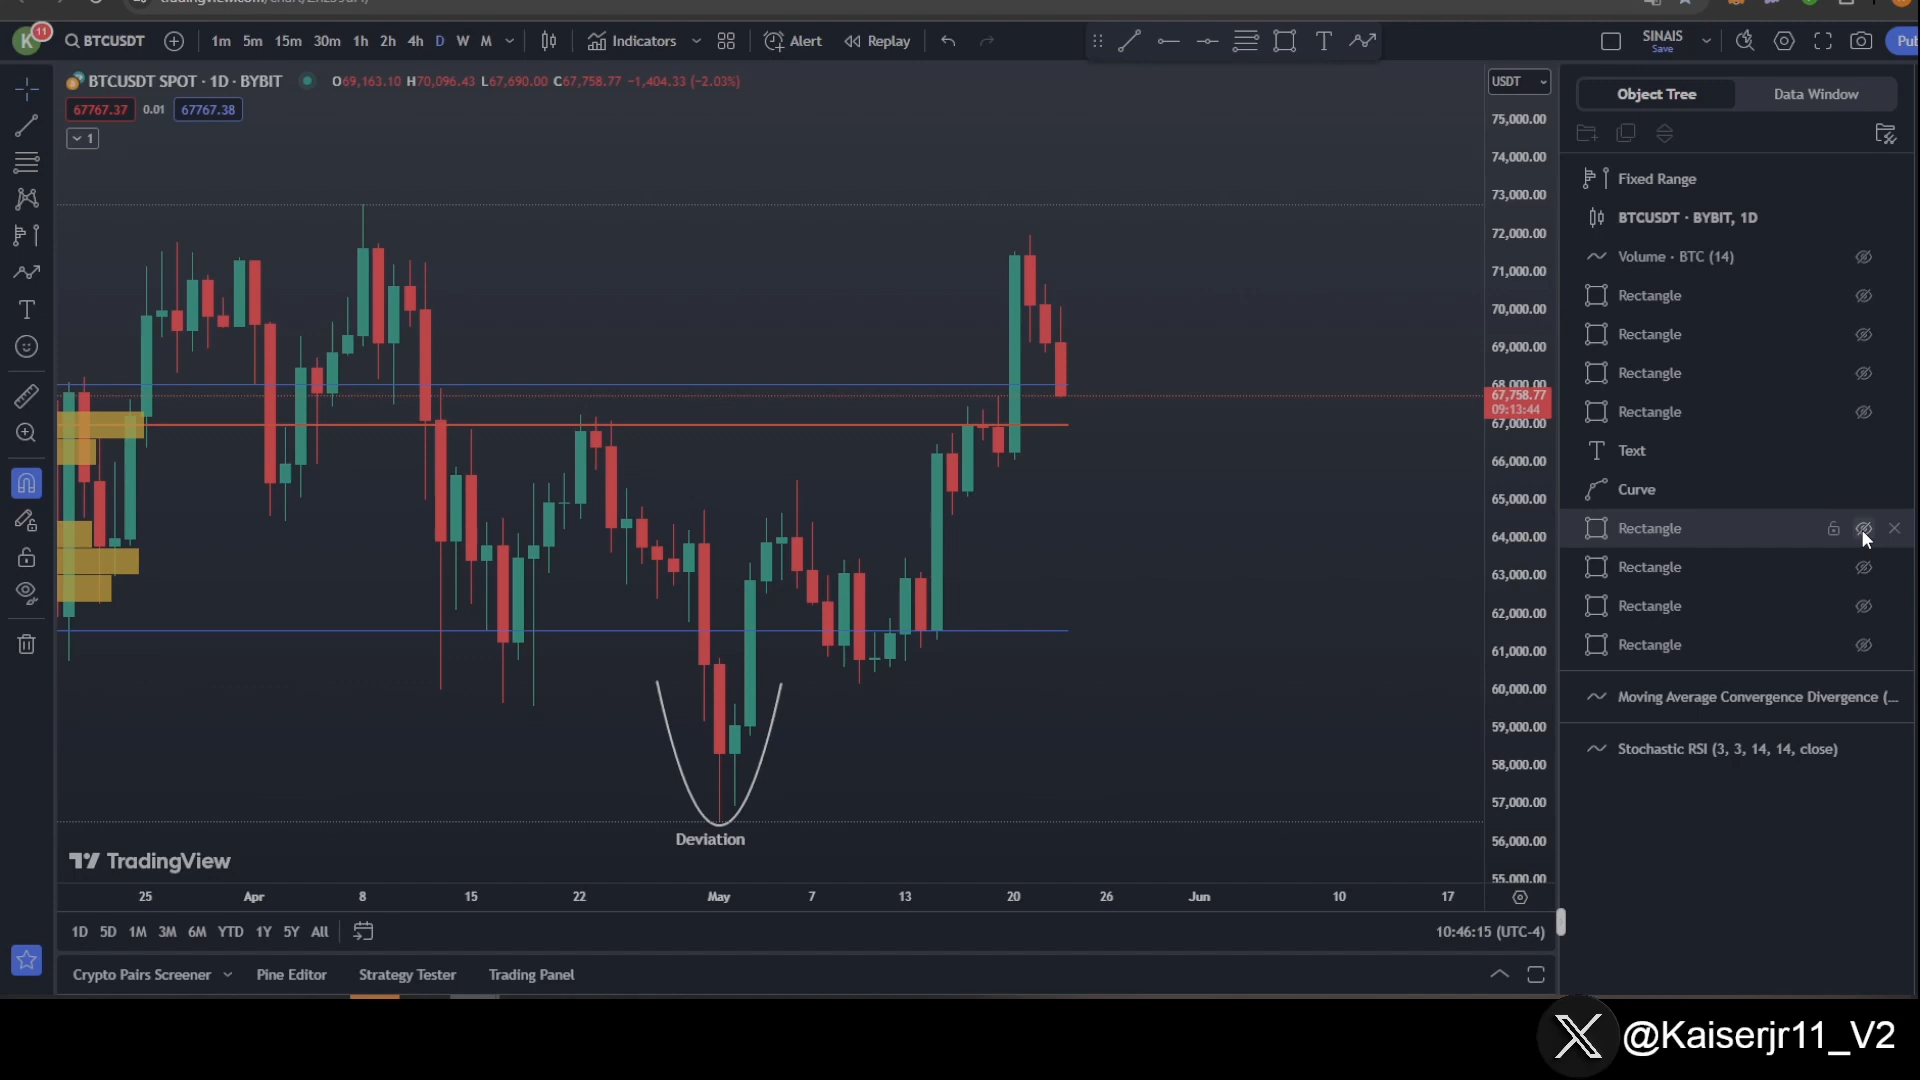 K 11 BTCUSDT 1m 5m 15m 30m 1h 2h 4h D W M Indicators Alert Replay SINAIS Save Pub
BTCUSDT SPOT · 1D · BYBIT O69,163.10 H70,096.43 L67,690.00 C67,758.77 −1,404.33 (−2.03%)
67767.37 0.01 67767.38
1
USDT
75,000.00
74,000.00
73,000.00
72,000.00
71,000.00
70,000.00
69,000.00
68,000.00
67,758.77
09:13:44
67,000.00
66,000.00
65,000.00
64,000.00
63,000.00
62,000.00
61,000.00
60,000.00
59,000.00
58,000.00
57,000.00
56,000.00
55,000.00
Deviation
TradingView
25 Apr 8 15 22 May 7 13 20 26 Jun 10 17
1D 5D 1M 3M 6M YTD 1Y 5Y All 10:46:15 (UTC-4)
Crypto Pairs Screener Pine Editor Strategy Tester Trading Panel
Object Tree Data Window
Fixed Range
BTCUSDT · BYBIT, 1D
Volume · BTC (14)
Rectangle
Rectangle
Rectangle
Rectangle
Text
Curve
Rectangle
Rectangle
Rectangle
Rectangle
Moving Average Convergence Divergence (...
Stochastic RSI (3, 3, 14, 14, close)
@Kaiserjr11_V2